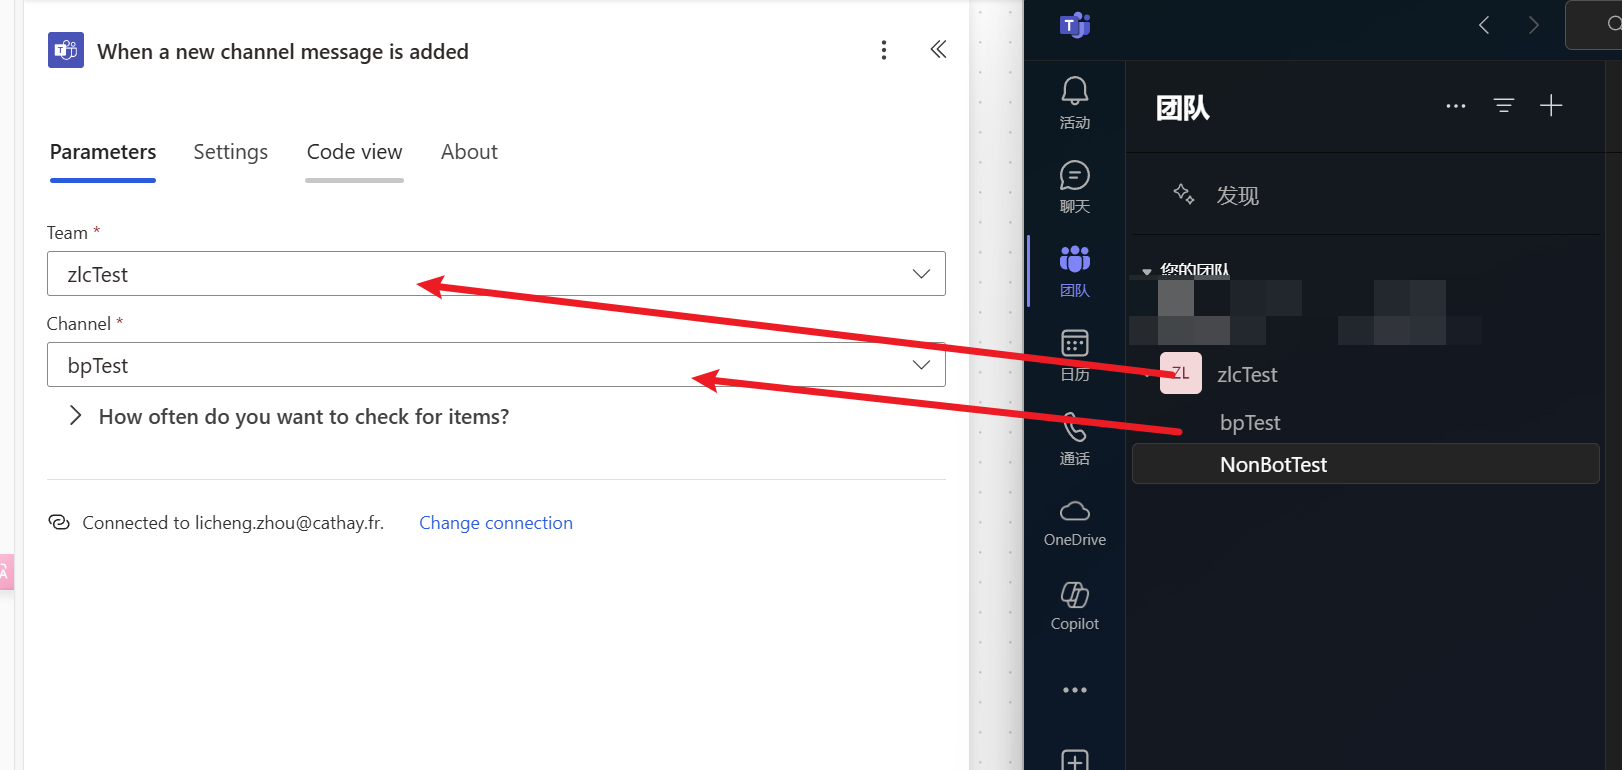 When a new channel message is added
Parameters Settings Code view About
Team *
zlcTest
Channel *
bpTest
How often do you want to check for items?
Connected to licheng.zhou@cathay.fr. Change connection
A
T
活动
聊天
团队
日历
通话
OneDrive
Copilot
团队
发现
您的团队
ZL zlcTest
bpTest
NonBotTest